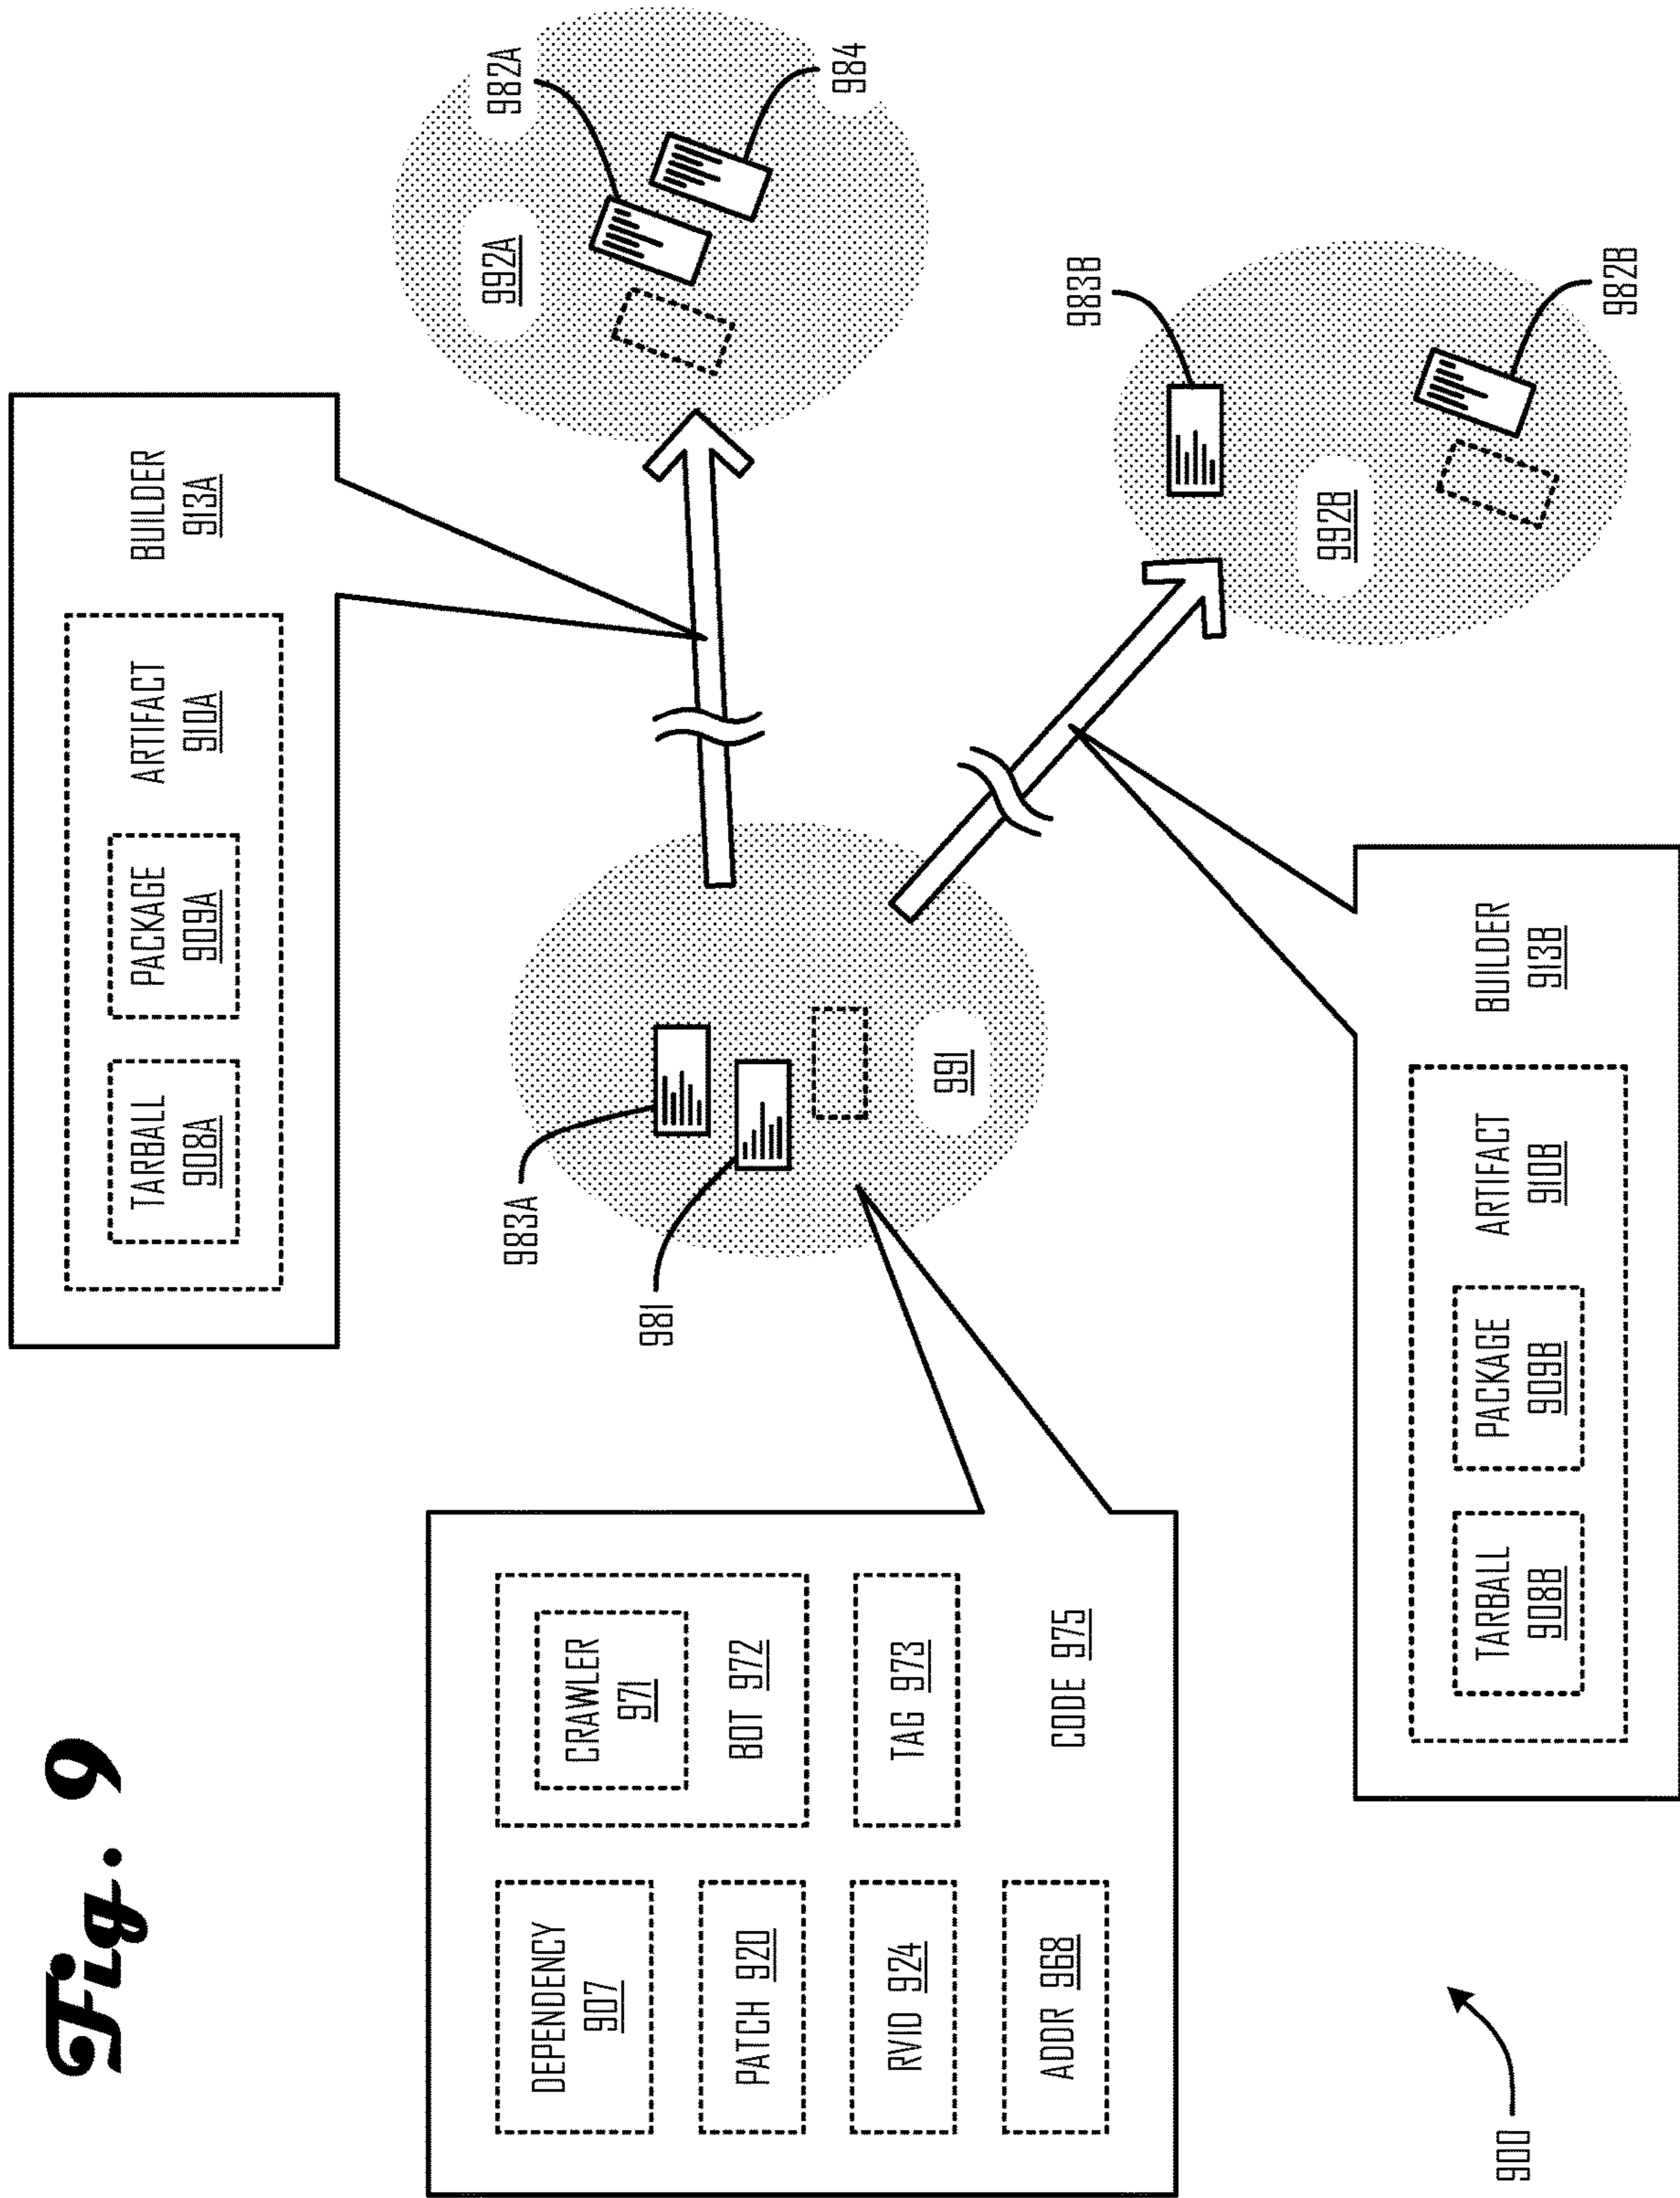 Fig. 9
BUILDER
913A
ARTIFACT
910A
PACKAGE
909A
TARBALL
908A
982A
984
992A
983A
981
991
983B
992B
982B
DEPENDENCY
907
CRAWLER
971
BOT 972
PATCH 920
RVID 924
TAG 973
ADDR 968
CODE 975
TARBALL
908B
PACKAGE
909B
ARTIFACT
910B
BUILDER
913B
900